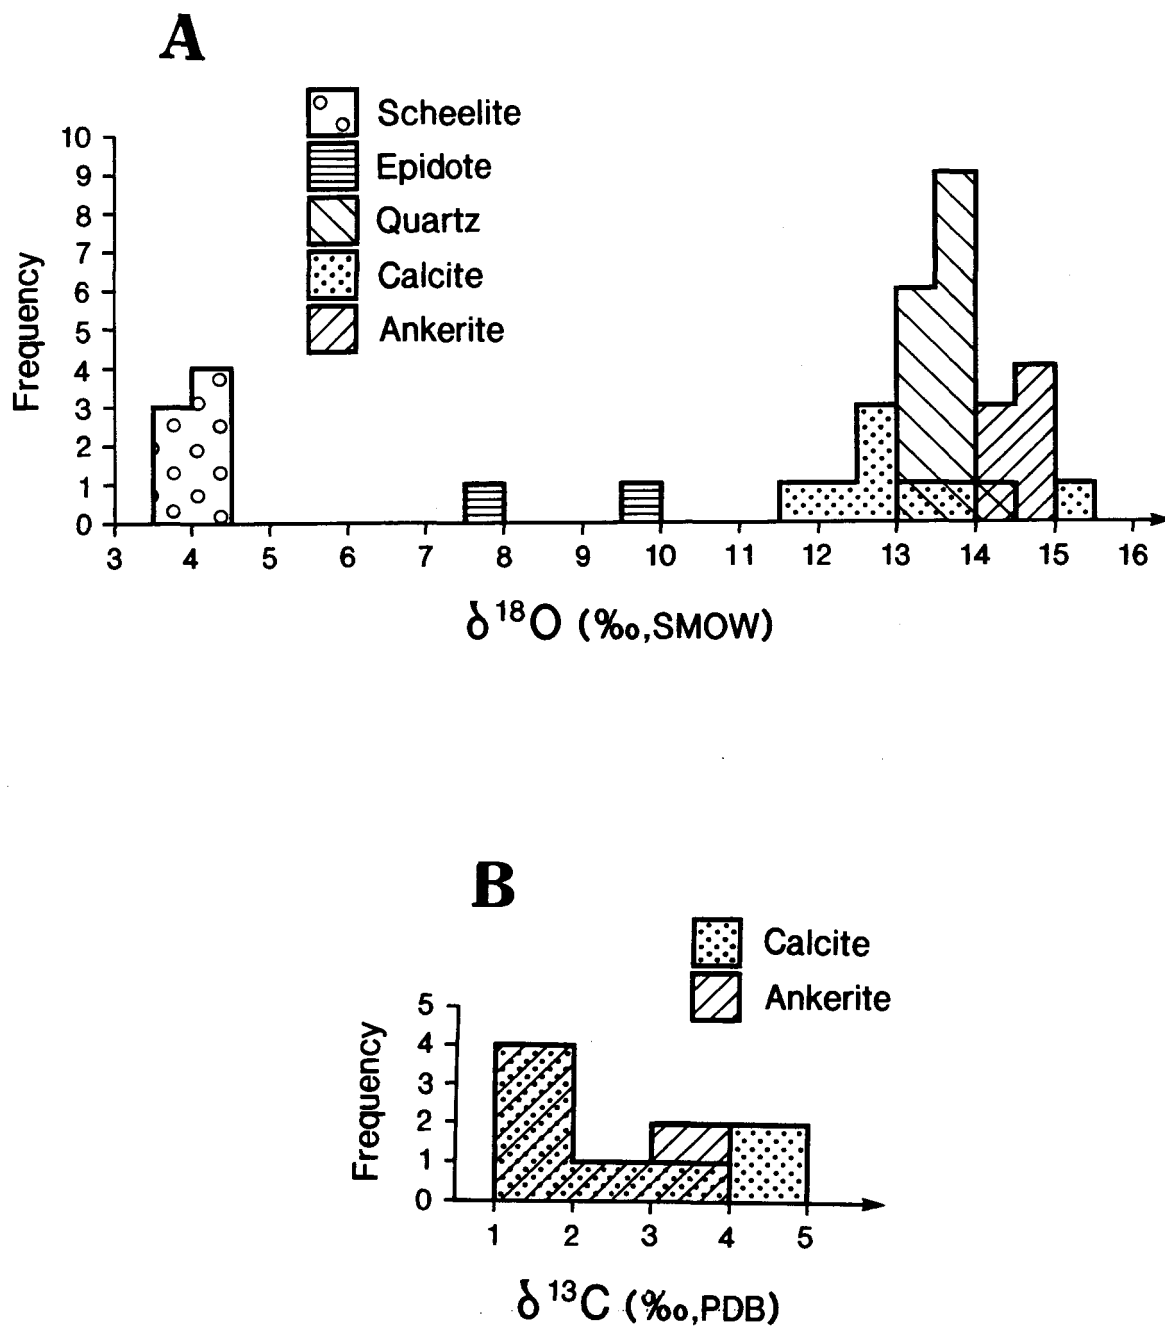 A
Scheelite
Epidote
Quartz
Calcite
Ankerite
Frequency
10
9
8
7
6
5
4
3
2
1
0
3 4 5 6 7 8 9 10 11 12 13 14 15 16
δ ¹⁸O (‰,SMOW)
B
Calcite
Ankerite
Frequency
5
4
3
2
1
0
1 2 3 4 5
δ ¹³C (‰,PDB)